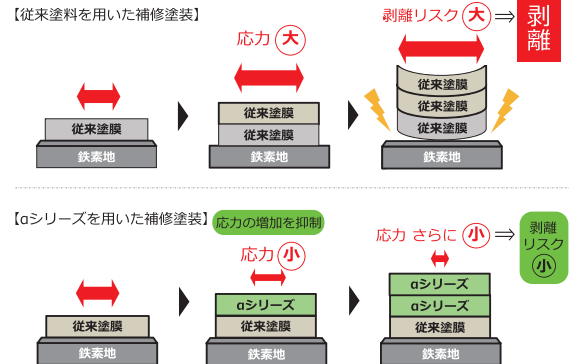 【従来塗料を用いた補修塗装】
応力 大
剥離リスク 大 ⇒ 剥離
従来塗膜
鉄素地
従来塗膜
従来塗膜
鉄素地
従来塗膜
従来塗膜
従来塗膜
鉄素地
【αシリーズを用いた補修塗装】
応力の増加を抑制
応力 小
応力 さらに 小 ⇒
剥離
リスク
小
従来塗膜
鉄素地
αシリーズ
従来塗膜
鉄素地
αシリーズ
αシリーズ
従来塗膜
鉄素地